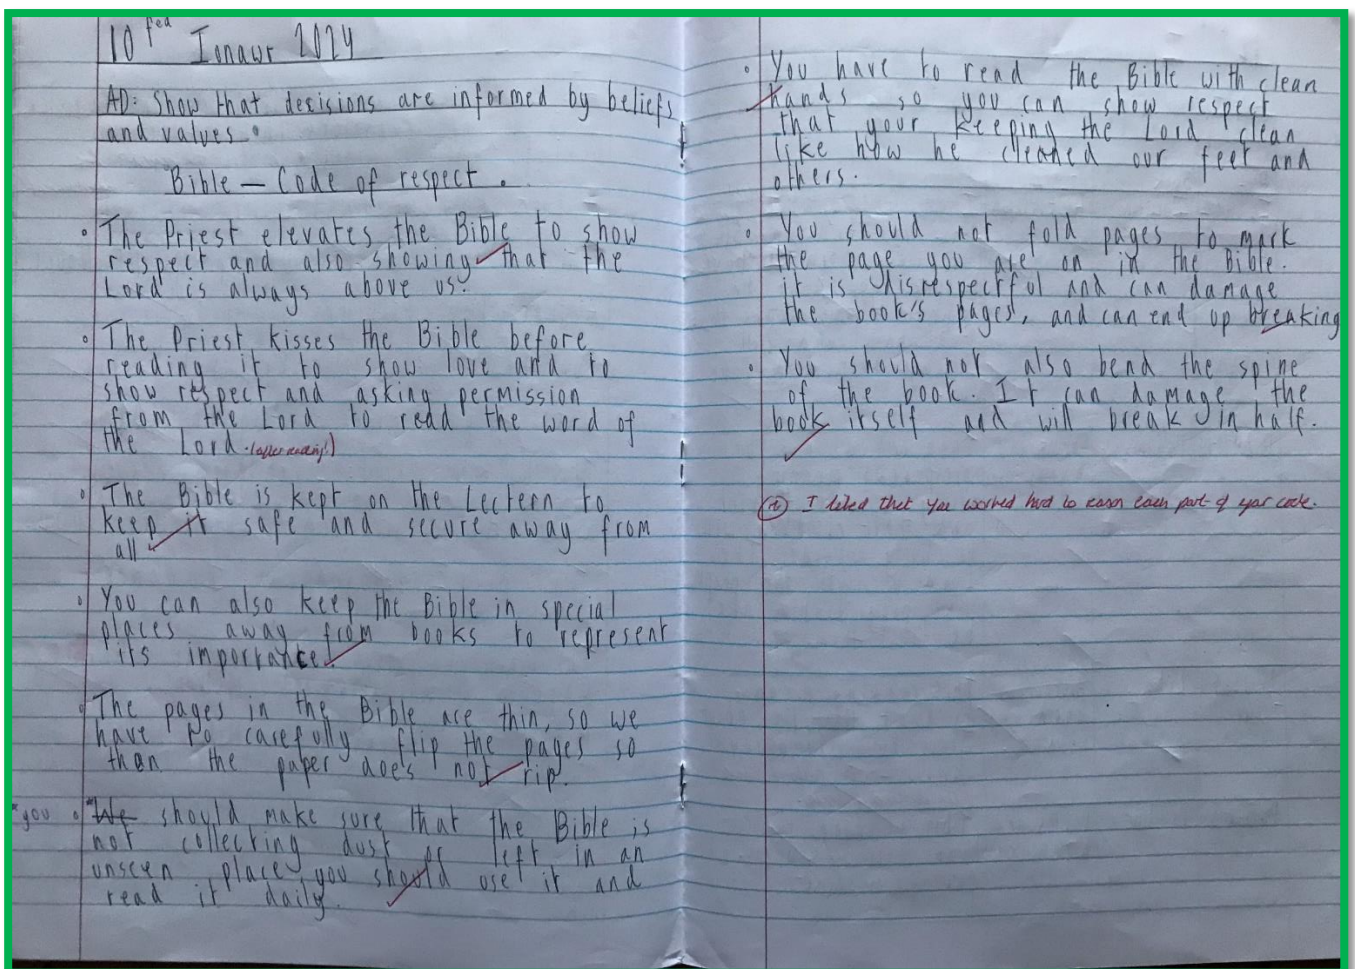 10fed Ionawr 2024
AD: Show that decisions are informed by beliefs
and values.
Bible – Code of respect.
• The Priest elevates the Bible to show
respect and also showing that the
Lord is always above us.
• The Priest kisses the Bible before
reading it to show love and to
show respect and asking permission
from the Lord to read the word of
the Lord. (after reading!)
• The Bible is kept on the Lectern to
keep it safe and secure away from
all
• You can also keep the Bible in special
places away from books to represent
its importance.
• The pages in the Bible are thin, so we
have to carefully flip the pages so
than the paper does not rip.
*you • *We should make sure that the Bible is
not collecting dust or left in an
unseen place, you should use it and
read it daily.
• You have to read the Bible with clean
hands so you can show respect
that your keeping the Lord clean
like how he cleaned our feet and
others.
• You should not fold pages to mark
the page you are on in the Bible.
it is disrespectful and can damage
the book's pages, and can end up breaking
• You should not also bend the spine
of the book. It can damage the
book itself and will break in half.
I liked that you worked hard to each part of your code.